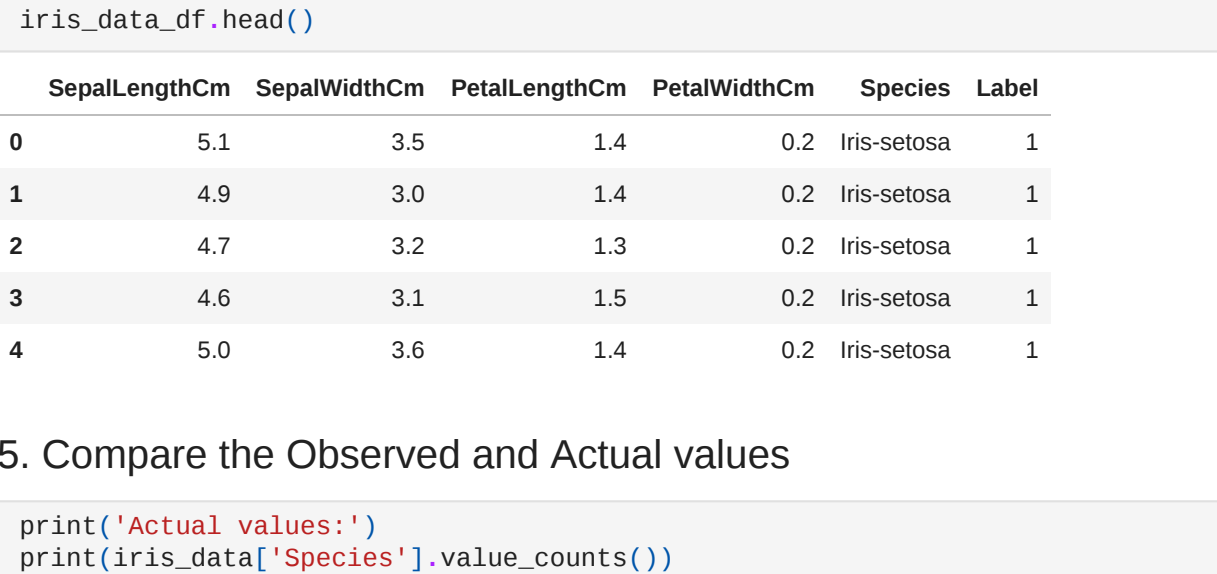 iris_data_df.head()
SepalLengthCm SepalWidthCm PetalLengthCm PetalWidthCm Species Label
0 5.1 3.5 1.4 0.2 Iris-setosa 1
1 4.9 3.0 1.4 0.2 Iris-setosa 1
2 4.7 3.2 1.3 0.2 Iris-setosa 1
3 4.6 3.1 1.5 0.2 Iris-setosa 1
4 5.0 3.6 1.4 0.2 Iris-setosa 1
5. Compare the Observed and Actual values
print('Actual values:')
print(iris_data['Species'].value_counts())